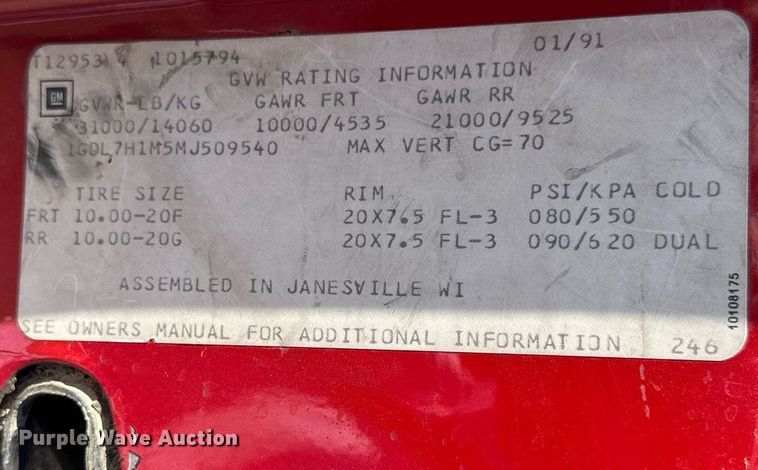 T12953 4 1015794 01/91
GVW RATING INFORMATION
GM GVWR-LB/KG GAWR FRT GAWR RR
31000/14060 10000/4535 21000/9525
1GDL7H1M5MJ509540 MAX VERT CG=70
TIRE SIZE RIM PSI/KPA COLD
FRT 10.00-20F 20X7.5 FL-3 080/550
RR 10.00-20G 20X7.5 FL-3 090/620 DUAL
ASSEMBLED IN JANESVILLE WI
SEE OWNERS MANUAL FOR ADDITIONAL INFORMATION 246
10108175
Purple Wave Auction